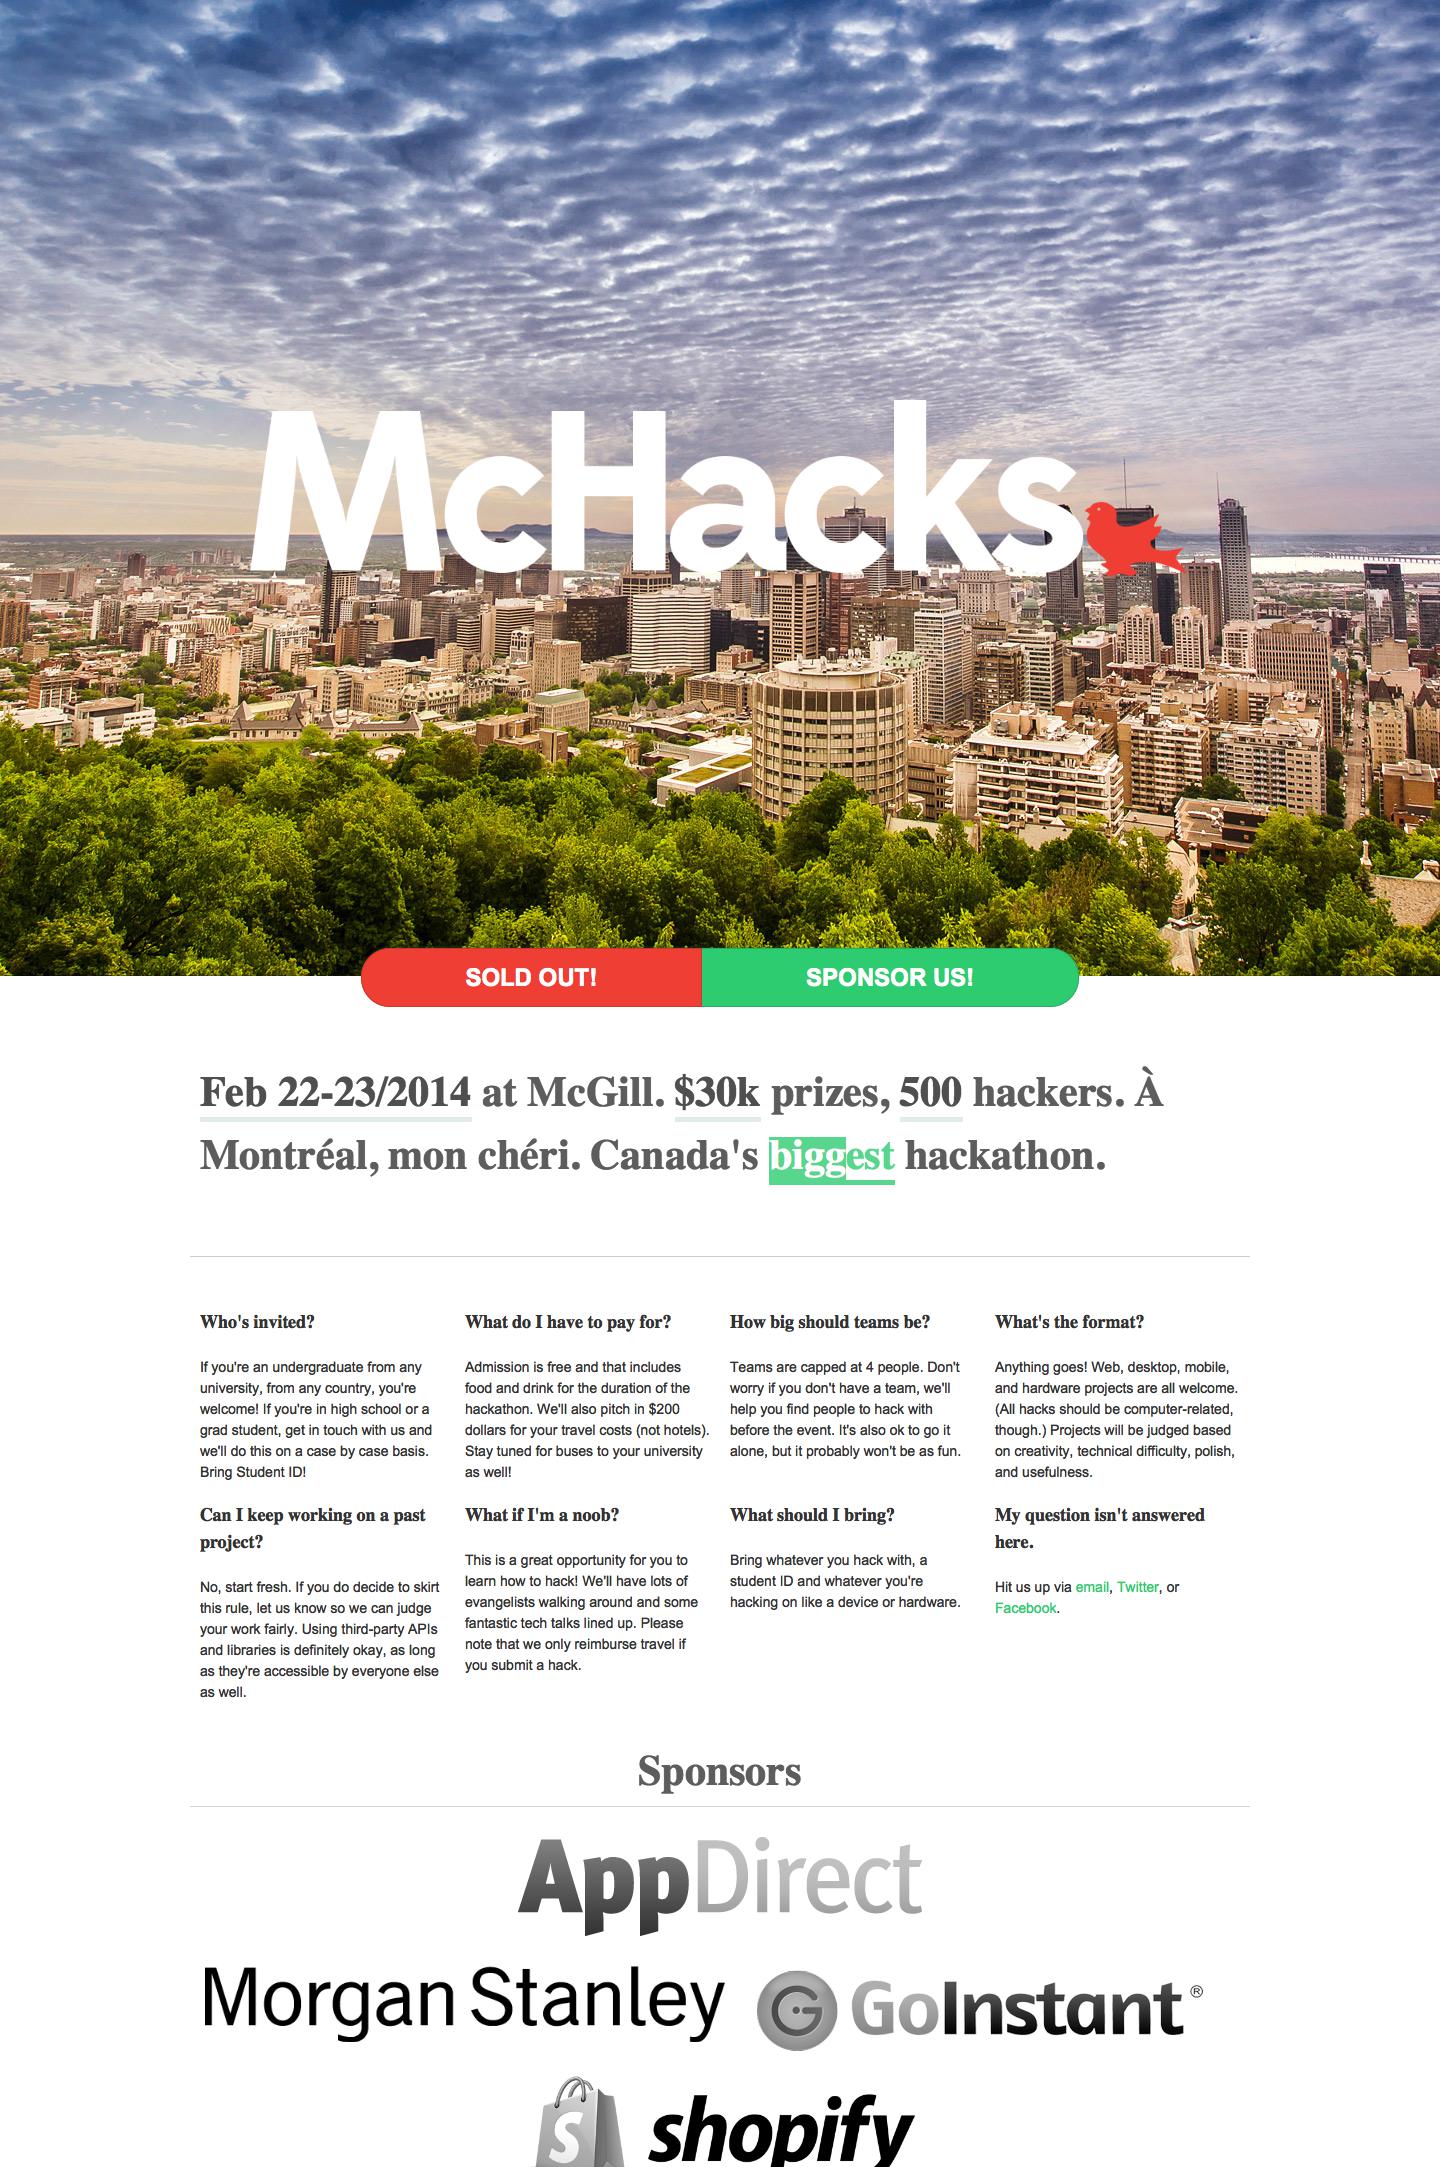 McHacks
SOLD OUT!
SPONSOR US!
Feb 22-23/2014 at McGill. $30k prizes, 500 hackers. À
Montréal, mon chéri. Canada's biggest hackathon.
Who's invited?
If you're an undergraduate from any
university, from any country, you're
welcome! If you're in high school or a
grad student, get in touch with us and
we'll do this on a case by case basis.
Bring Student ID!
What do I have to pay for?
Admission is free and that includes
food and drink for the duration of the
hackathon. We'll also pitch in $200
dollars for your travel costs (not hotels).
Stay tuned for buses to your university
as well!
How big should teams be?
Teams are capped at 4 people. Don't
worry if you don't have a team, we'll
help you find people to hack with
before the event. It's also ok to go it
alone, but it probably won't be as fun.
What's the format?
Anything goes! Web, desktop, mobile,
and hardware projects are all welcome.
(All hacks should be computer-related,
though.) Projects will be judged based
on creativity, technical difficulty, polish,
and usefulness.
Can I keep working on a past
project?
No, start fresh. If you do decide to skirt
this rule, let us know so we can judge
your work fairly. Using third-party APIs
and libraries is definitely okay, as long
as they're accessible by everyone else
as well.
What if I'm a noob?
This is a great opportunity for you to
learn how to hack! We'll have lots of
evangelists walking around and some
fantastic tech talks lined up. Please
note that we only reimburse travel if
you submit a hack.
What should I bring?
Bring whatever you hack with, a
student ID and whatever you're
hacking on like a device or hardware.
My question isn't answered
here.
Hit us up via email, Twitter, or
Facebook.
Sponsors
AppDirect
Morgan Stanley
G GoInstant ®
S shopify